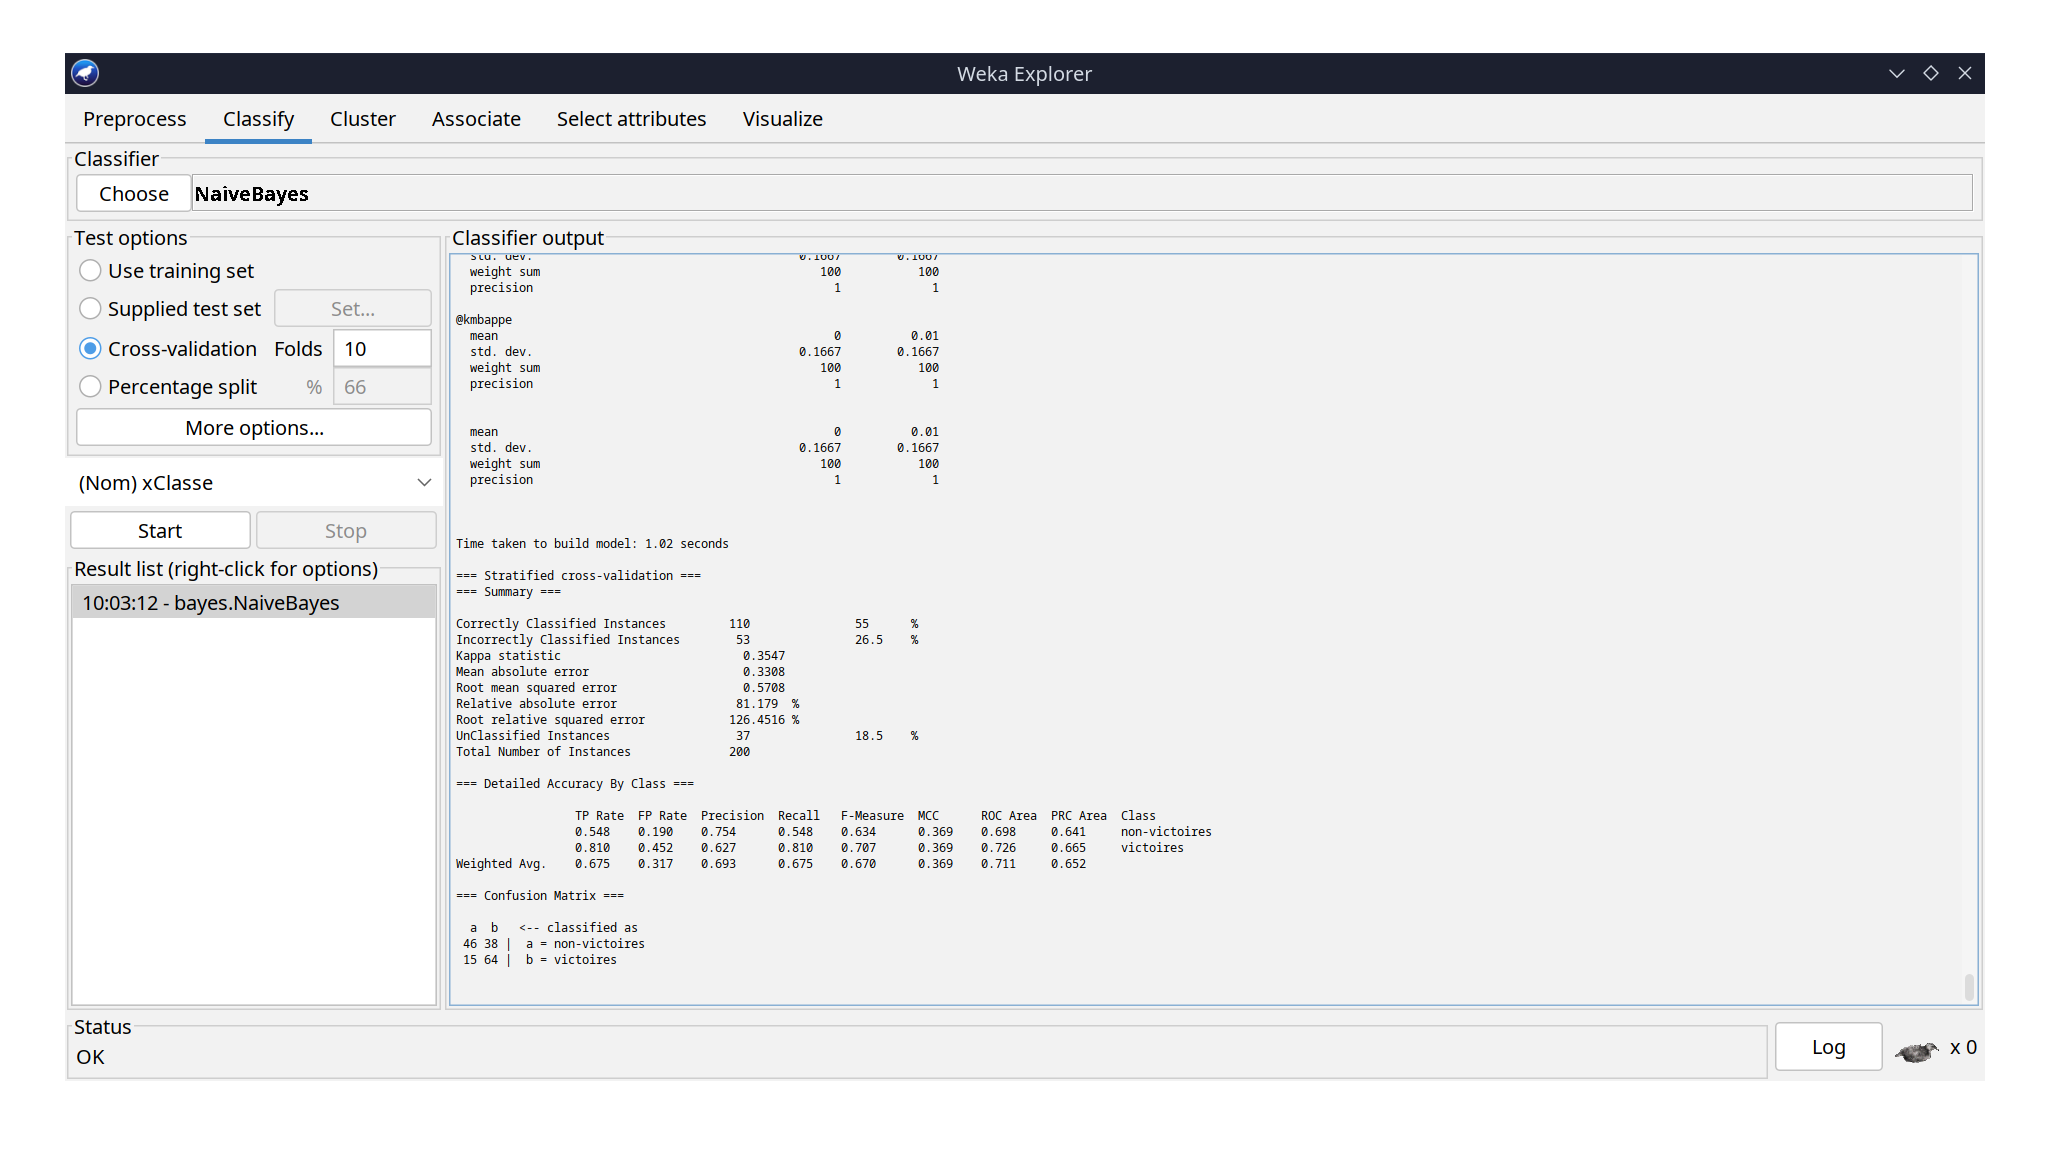 Weka Explorer
Preprocess Classify Cluster Associate Select attributes Visualize
Classifier
Choose NaiveBayes
Test options
Use training set
Supplied test set Set...
Cross-validation Folds 10
Percentage split % 66
More options...
(Nom) xClasse
Start Stop
Result list (right-click for options)
10:03:12 - bayes.NaiveBayes
Classifier output
std. dev. 0.1667 0.1667
weight sum 100 100
precision 1 1
@kmbappe
mean 0 0.01
std. dev. 0.1667 0.1667
weight sum 100 100
precision 1 1
mean 0 0.01
std. dev. 0.1667 0.1667
weight sum 100 100
precision 1 1
Time taken to build model: 1.02 seconds
=== Stratified cross-validation ===
=== Summary ===
Correctly Classified Instances 110 55 %
Incorrectly Classified Instances 53 26.5 %
Kappa statistic 0.3547
Mean absolute error 0.3308
Root mean squared error 0.5708
Relative absolute error 81.179 %
Root relative squared error 126.4516 %
UnClassified Instances 37 18.5 %
Total Number of Instances 200
=== Detailed Accuracy By Class ===
TP Rate FP Rate Precision Recall F-Measure MCC ROC Area PRC Area Class
0.548 0.190 0.754 0.548 0.634 0.369 0.698 0.641 non-victoires
0.810 0.452 0.627 0.810 0.707 0.369 0.726 0.665 victoires
Weighted Avg. 0.675 0.317 0.693 0.675 0.670 0.369 0.711 0.652
=== Confusion Matrix ===
a b <-- classified as
46 38 | a = non-victoires
15 64 | b = victoires
Status
OK
Log x 0